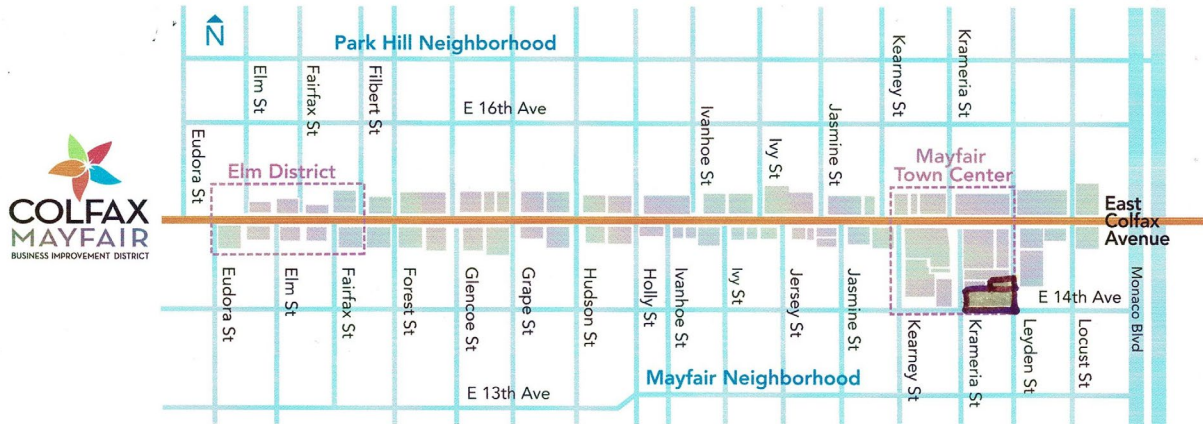 N
Park Hill Neighborhood
Elm St
Fairfax St
Filbert St
Kearney St
Krameria St
E 16th Ave
Eudora St
Ivanhoe St
Ivy St
Jasmine St
Elm District
Mayfair
Town Center
COLFAX
MAYFAIR
BUSINESS IMPROVEMENT DISTRICT
East
Colfax
Avenue
Eudora St
Elm St
Fairfax St
Forest St
Glencoe St
Grape St
Hudson St
Holly St
Ivanhoe St
Ivy St
Jersey St
Jasmine St
Kearney St
Krameria St
Leyden St
Locust St
Monaco Blvd
E 14th Ave
Mayfair Neighborhood
E 13th Ave